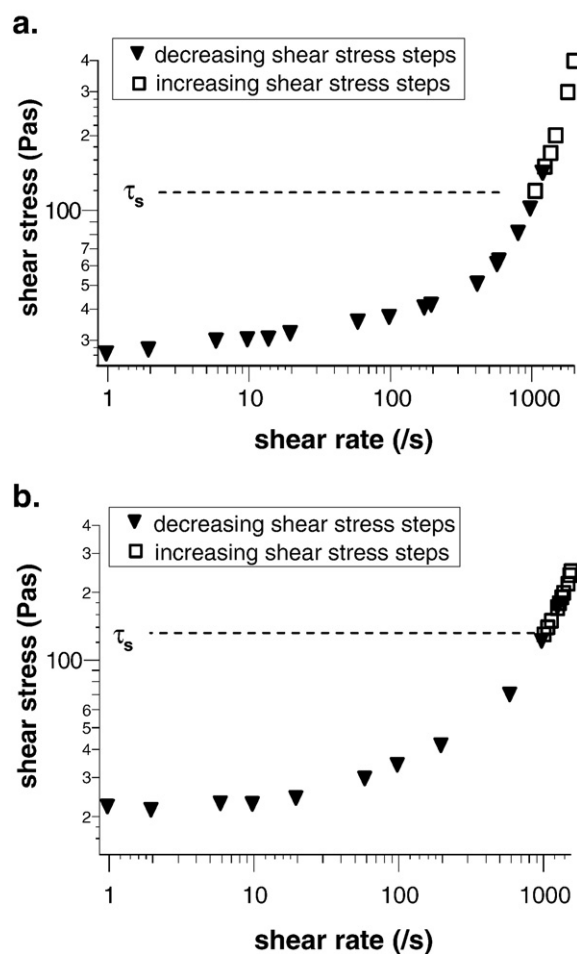 a.
4
decreasing shear stress steps
3
increasing shear stress steps
2
τs
100
7
6
5
4
3
shear stress (Pas)
1 10 100 1000
shear rate (/s)
b.
4
decreasing shear stress steps
3
increasing shear stress steps
2
τs
100
6
5
4
3
2
shear stress (Pas)
1 10 100 1000
shear rate (/s)